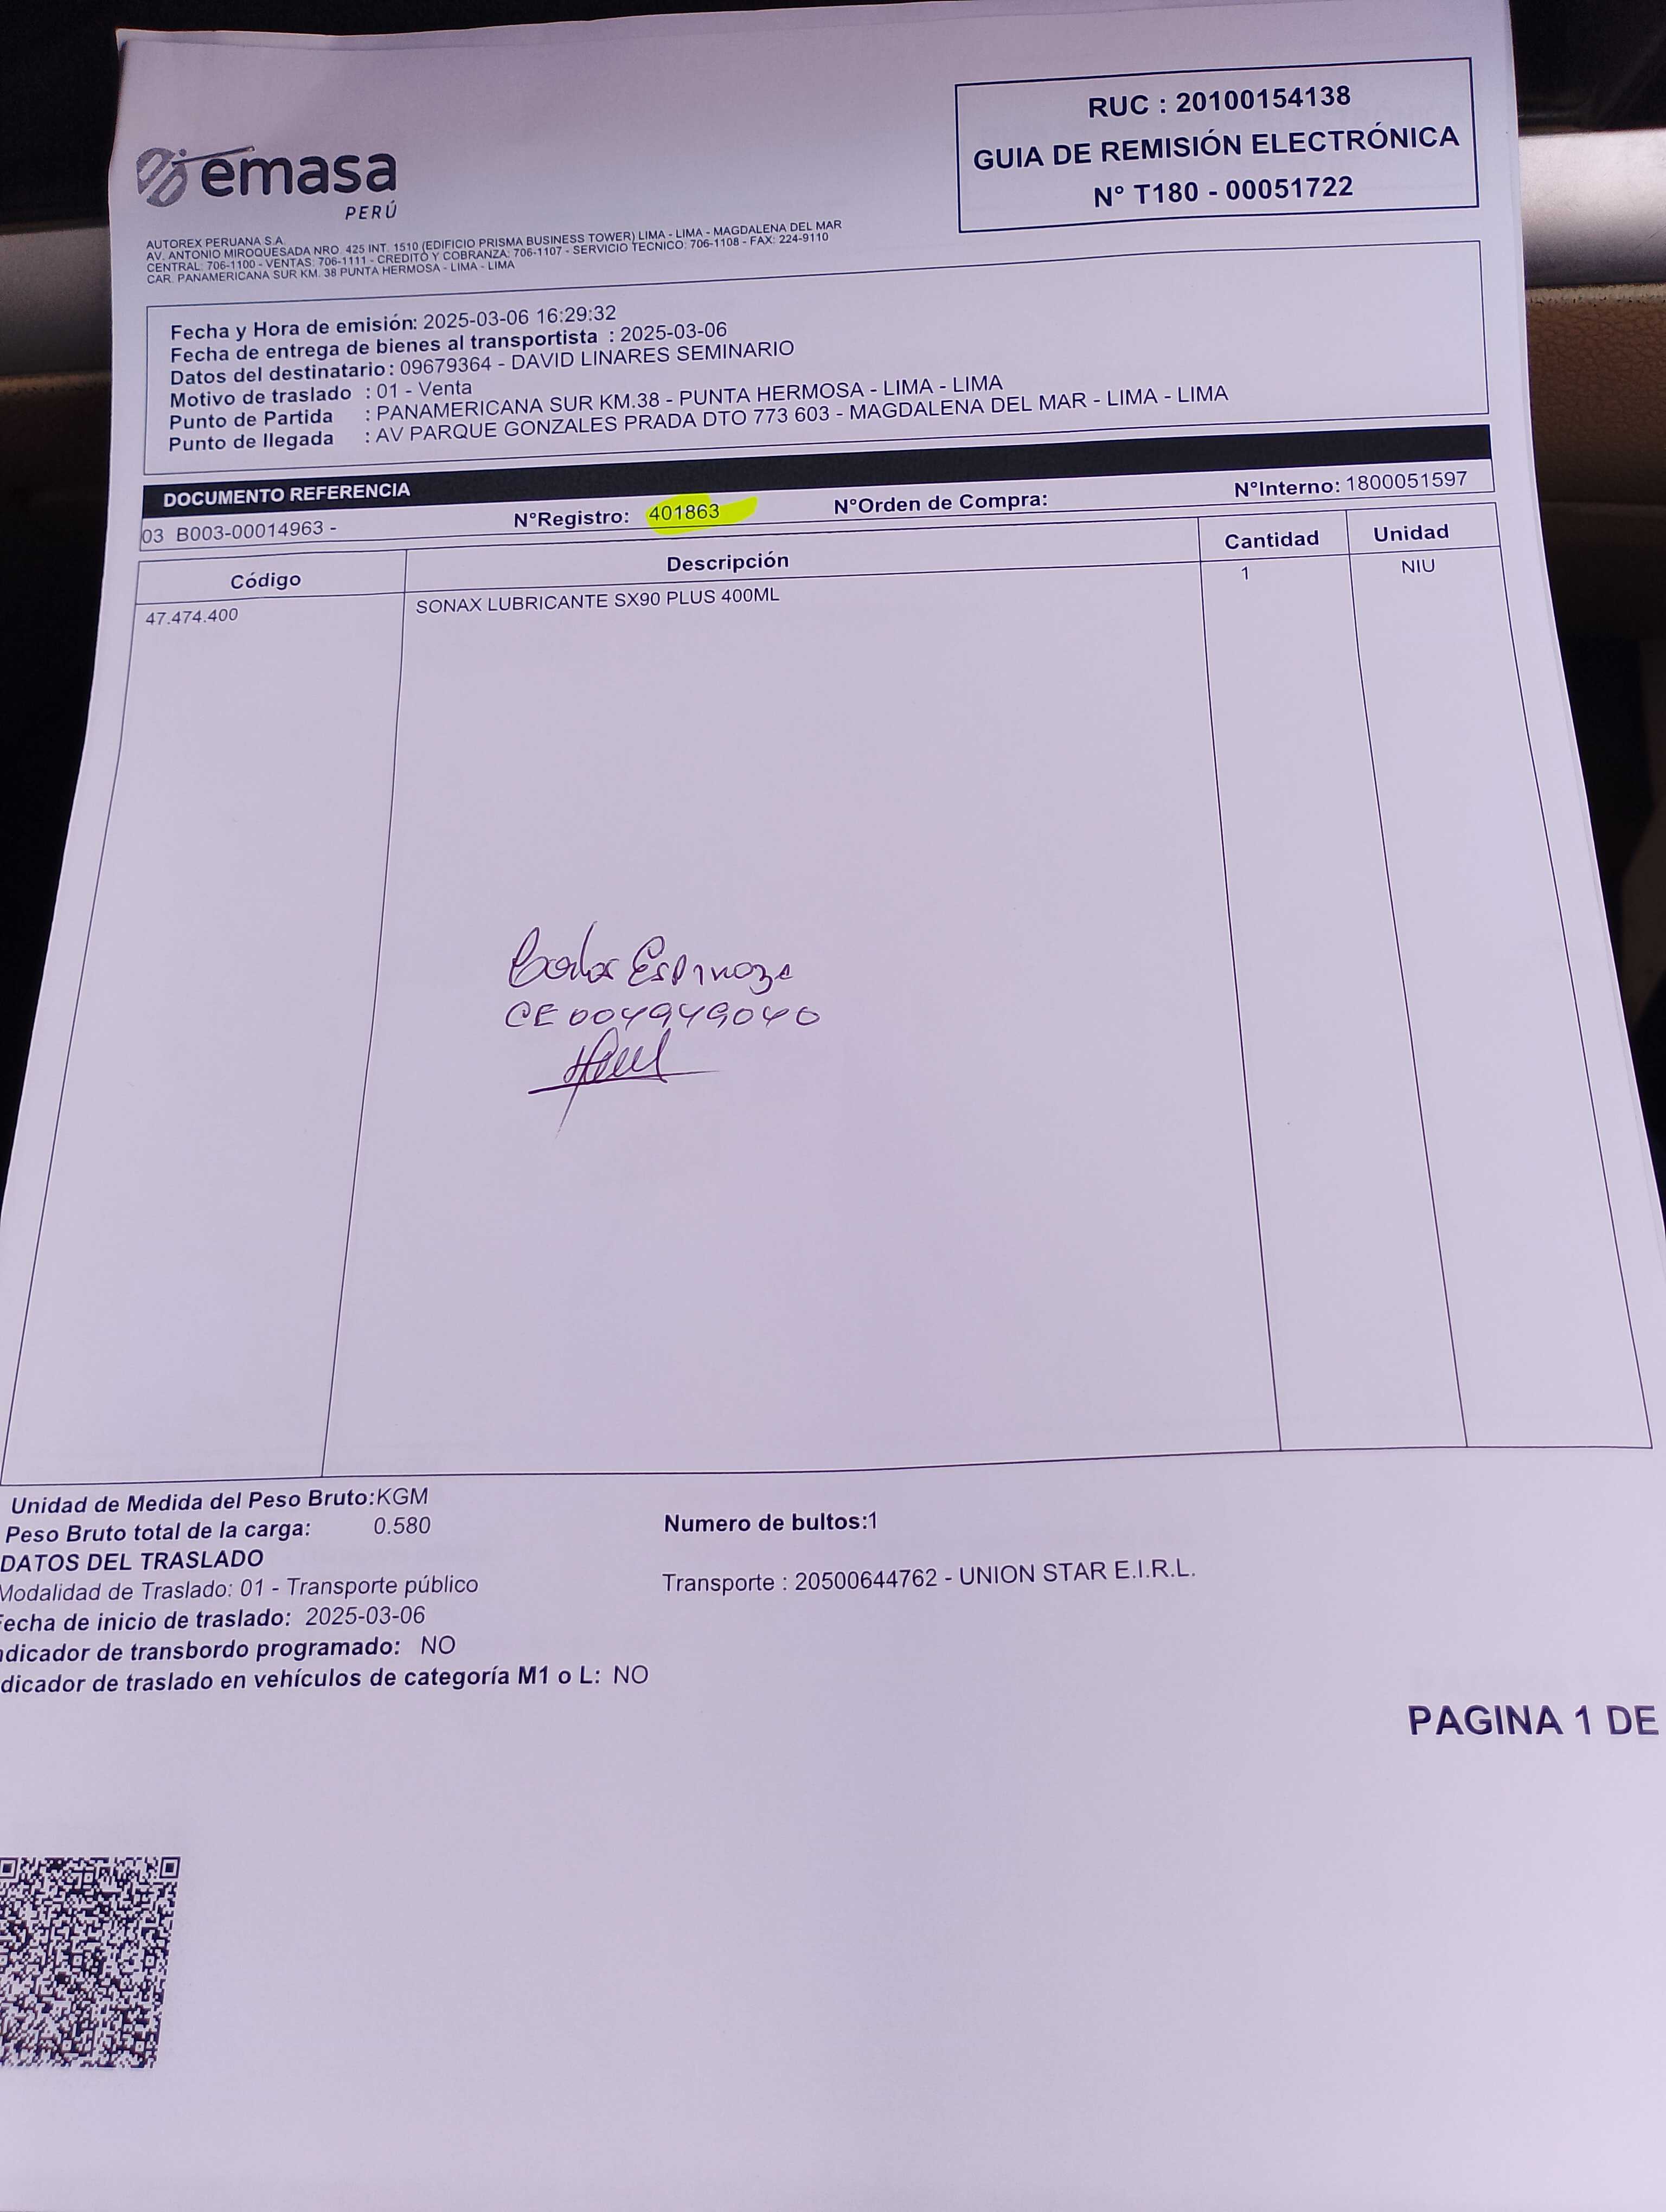 emasa
PERÚ
RUC : 20100154138
GUIA DE REMISIÓN ELECTRÓNICA
N° T180 - 00051722
AUTOREX PERUANA S.A.
AV. ANTONIO MIROQUESADA NRO. 425 INT. 1510 (EDIFICIO PRISMA BUSINESS TOWER) LIMA - LIMA - MAGDALENA DEL MAR
CENTRAL: 706-1100 - VENTAS: 706-1111 - CREDITO Y COBRANZA: 706-1107 - SERVICIO TECNICO: 706-1108 - FAX: 224-9110
CAR. PANAMERICANA SUR KM. 38 PUNTA HERMOSA - LIMA - LIMA
Fecha y Hora de emisión: 2025-03-06 16:29:32
Fecha de entrega de bienes al transportista : 2025-03-06
Datos del destinatario : 09679364 - DAVID LINARES SEMINARIO
Motivo de traslado : 01 - Venta
Punto de Partida : PANAMERICANA SUR KM.38 - PUNTA HERMOSA - LIMA - LIMA
Punto de llegada : AV PARQUE GONZALES PRADA DTO 773 603 - MAGDALENA DEL MAR - LIMA - LIMA
DOCUMENTO REFERENCIA
03 B003-00014963 - N°Registro: 401863 N°Orden de Compra: N°Interno: 1800051597
Código Descripción Cantidad Unidad
47.474.400 SONAX LUBRICANTE SX90 PLUS 400ML 1 NIU
Carlos Espinoza
CE 004949040
Unidad de Medida del Peso Bruto:KGM
Peso Bruto total de la carga: 0.580 Numero de bultos:1
DATOS DEL TRASLADO
Modalidad de Traslado: 01 - Transporte público Transporte : 20500644762 - UNION STAR E.I.R.L.
Fecha de inicio de traslado: 2025-03-06
ndicador de transbordo programado: NO
dicador de traslado en vehículos de categoría M1 o L: NO
PAGINA 1 DE